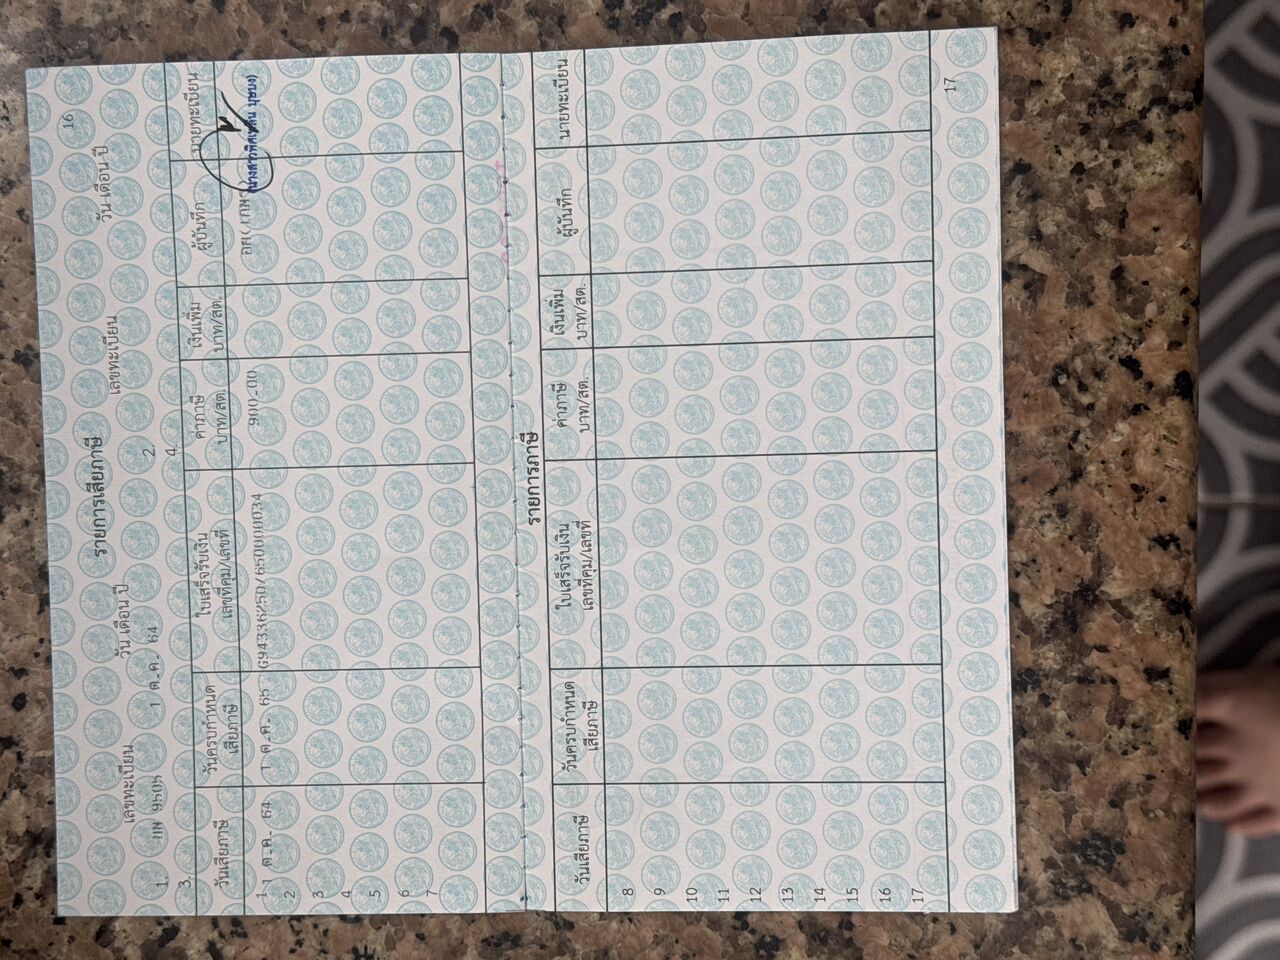 16
รายการเสียภาษี
เลขทะเบียน วัน เดือน ปี เลขทะเบียน วัน เดือน ปี
1. กพ 9505 1 ต.ค. 64 2.
3. 4.
วันเสียภาษี วันครบกำหนดเสียภาษี ใบเสร็จรับเงิน เลขที่คุม/เลขที่ ค่าภาษี บาท/สต. เงินเพิ่ม บาท/สต. ผู้บันทึก นายทะเบียน
1 1 ต.ค. 64 1 ต.ค. 65 G94336250/650000034 900.00
2
3
4
5
6
7
รายการภาษี
วันเสียภาษี วันครบกำหนดเสียภาษี ใบเสร็จรับเงิน เลขที่คุม/เลขที่ ค่าภาษี บาท/สต. เงินเพิ่ม บาท/สต. ผู้บันทึก นายทะเบียน
8
9
10
11
12
13
14
15
16
17
17